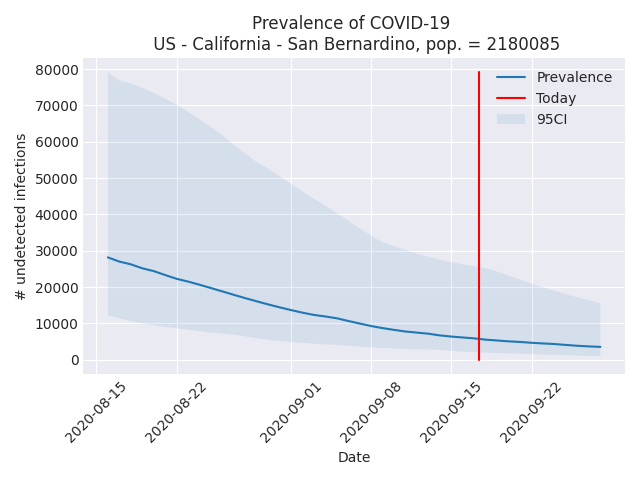 Prevalence of COVID-19
US - California - San Bernardino, pop. = 2180085
80000
70000
60000
50000
40000
30000
20000
10000
0
# undetected infections
Prevalence
Today
95CI
2020-08-15
2020-08-22
2020-09-01
2020-09-08
2020-09-15
2020-09-22
Date